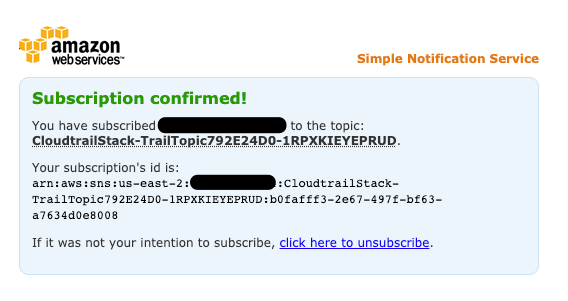 amazon
webservices™
Simple Notification Service
Subscription confirmed!
You have subscribed to the topic:
CloudtrailStack-TrailTopic792E24D0-1RPXKIEYEPRUD.
Your subscription's id is:
arn:aws:sns:us-east-2: :CloudtrailStack-
TrailTopic792E24D0-1RPXKIEYEPRUD:b0fafff3-2e67-497f-bf63-
a7634d0e8008
If it was not your intention to subscribe, click here to unsubscribe.